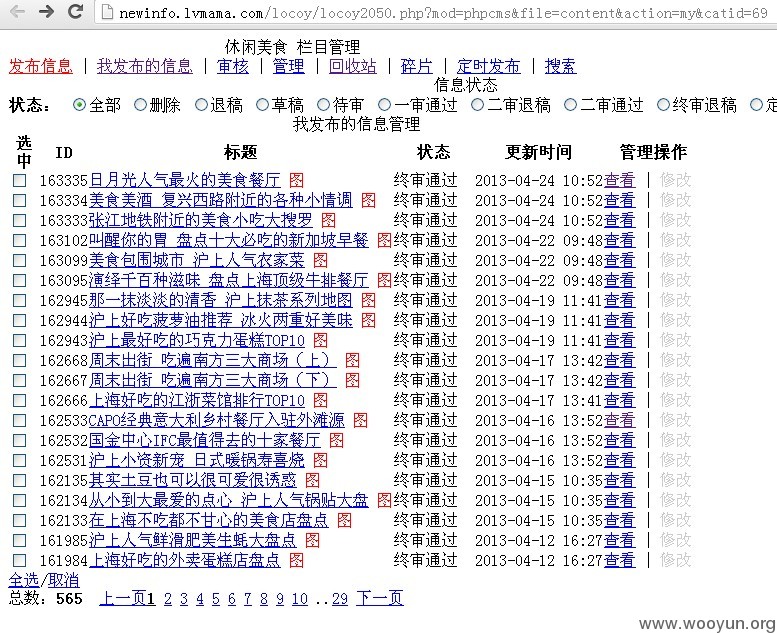 newinfo.lvmama.com/locoy/locoy2050.php?mod=phpcms&file=content&action=my&catid=69
休闲美食 栏目管理
发布信息 | 我发布的信息 | 审核 | 管理 | 回收站 | 碎片 | 定时发布 | 搜索
信息状态
状态： 全部 删除 退稿 草稿 待审 一审通过 二审退稿 二审通过 终审退稿 定
我发布的信息管理
选中 ID 标题 状态 更新时间 管理操作
163335 日月光人气最火的美食餐厅 图 终审通过 2013-04-24 10:52 查看 | 修改
163334 美食美酒 复兴西路附近的各种小情调 图 终审通过 2013-04-24 10:52 查看 | 修改
163333 张江地铁附近的美食小吃大搜罗 图 终审通过 2013-04-24 10:52 查看 | 修改
163102 叫醒你的胃 盘点十大必吃的新加坡早餐 图 终审通过 2013-04-22 09:48 查看 | 修改
163099 美食包围城市 沪上人气农家菜 图 终审通过 2013-04-22 09:48 查看 | 修改
163095 演绎千百种滋味 盘点上海顶级牛排餐厅 图 终审通过 2013-04-22 09:48 查看 | 修改
162945 那一抹淡淡的清香 沪上抹茶系列地图 图 终审通过 2013-04-19 11:41 查看 | 修改
162944 沪上好吃菠萝油推荐 冰火两重好美味 图 终审通过 2013-04-19 11:41 查看 | 修改
162943 沪上最好吃的巧克力蛋糕TOP10 图 终审通过 2013-04-19 11:41 查看 | 修改
162668 周末出街 吃遍南方三大商场（上） 图 终审通过 2013-04-17 13:42 查看 | 修改
162667 周末出街 吃遍南方三大商场（下） 图 终审通过 2013-04-17 13:42 查看 | 修改
162666 上海好吃的江浙菜馆排行TOP10 图 终审通过 2013-04-17 13:41 查看 | 修改
162533 CAPO经典意大利乡村餐厅入驻外滩源 图 终审通过 2013-04-16 13:52 查看 | 修改
162532 国金中心IFC最值得去的十家餐厅 图 终审通过 2013-04-16 13:52 查看 | 修改
162531 沪上小资新宠 日式暖锅寿喜烧 图 终审通过 2013-04-16 13:52 查看 | 修改
162135 其实土豆也可以很可爱很诱惑 图 终审通过 2013-04-15 10:35 查看 | 修改
162134 从小到大最爱的点心 沪上人气锅贴大盘 图 终审通过 2013-04-15 10:35 查看 | 修改
162133 在上海不吃都不甘心的美食店盘点 图 终审通过 2013-04-15 10:35 查看 | 修改
161985 沪上人气鲜滑肥美生蚝大盘点 图 终审通过 2013-04-12 16:27 查看 | 修改
161984 上海好吃的外卖蛋糕店盘点 图 终审通过 2013-04-12 16:27 查看 | 修改
全选/取消
总数：565 上一页1 2 3 4 5 6 7 8 9 10 ..29 下一页
www.wooyun.org